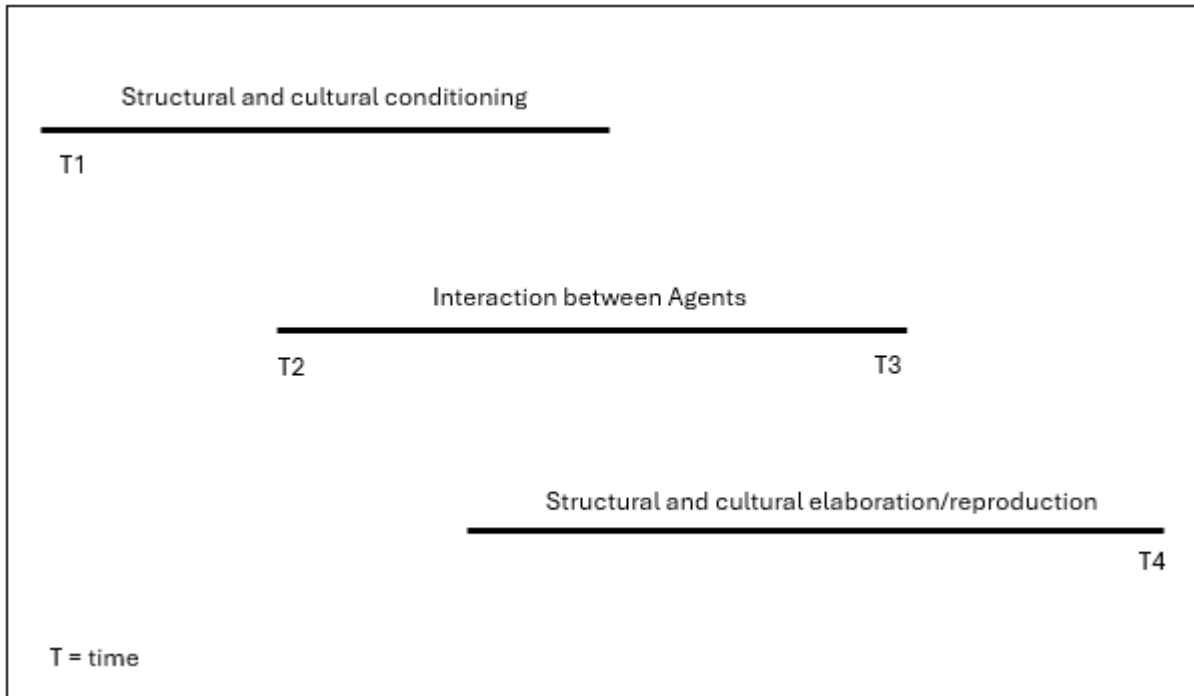 Structural and cultural conditioning
T1
Interaction between Agents
T2
T3
Structural and cultural elaboration/reproduction
T4
T = time